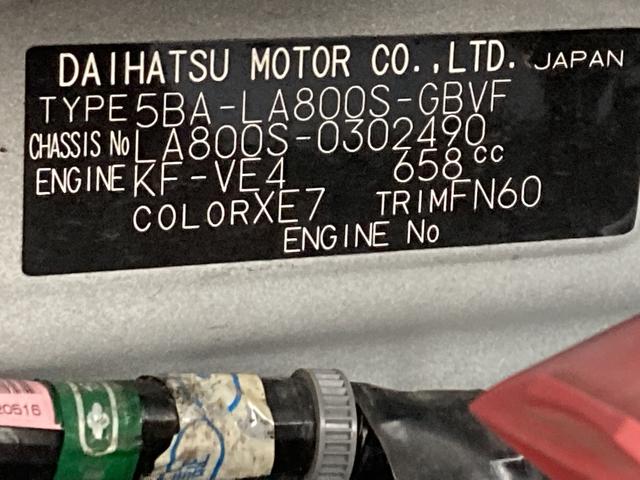 DAIHATSU MOTOR CO.,LTD. JAPAN
TYPE 5BA-LA800S-GBVF
CHASSIS No LA800S-0302490
ENGINE KF-VE4 658 cc
COLOR XE7 TRIM FN60
ENGINE No
20516